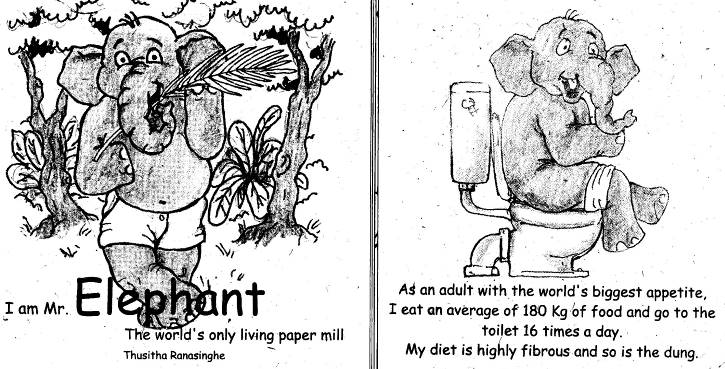 I am Mr. Elephant
The world's only living paper mill
Thusitha Ranasinghe
As an adult with the world's biggest appetite,
I eat an average of 180 Kg of food and go to the
toilet 16 times a day.
My diet is highly fibrous and so is the dung.